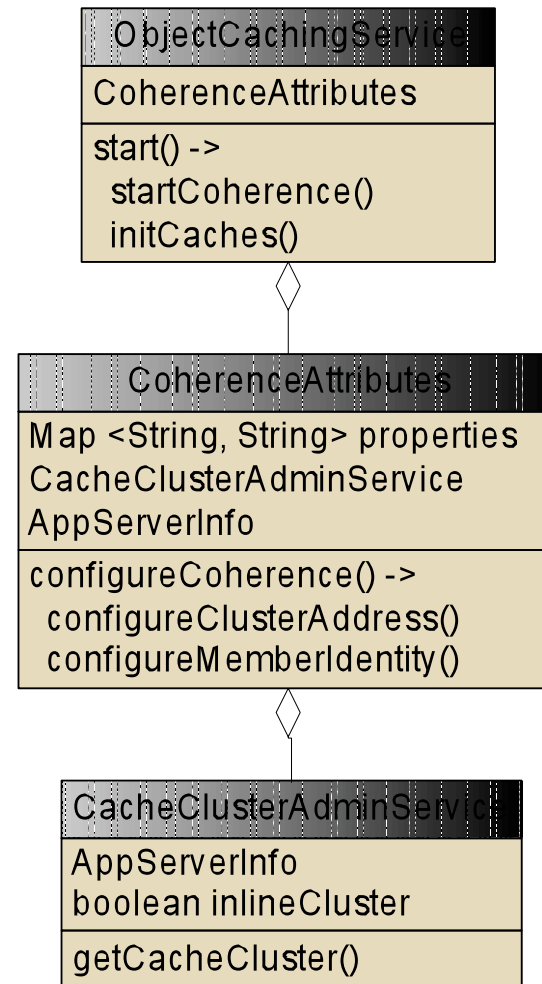 ObjectCachingService
CoherenceAttributes
start() ->
startCoherence()
initCaches()
CoherenceAttributes
Map <String, String> properties
CacheClusterAdminService
AppServerInfo
configureCoherence() ->
configureClusterAddress()
configureMemberIdentity()
CacheClusterAdminService
AppServerInfo
boolean inlineCluster
getCacheCluster()